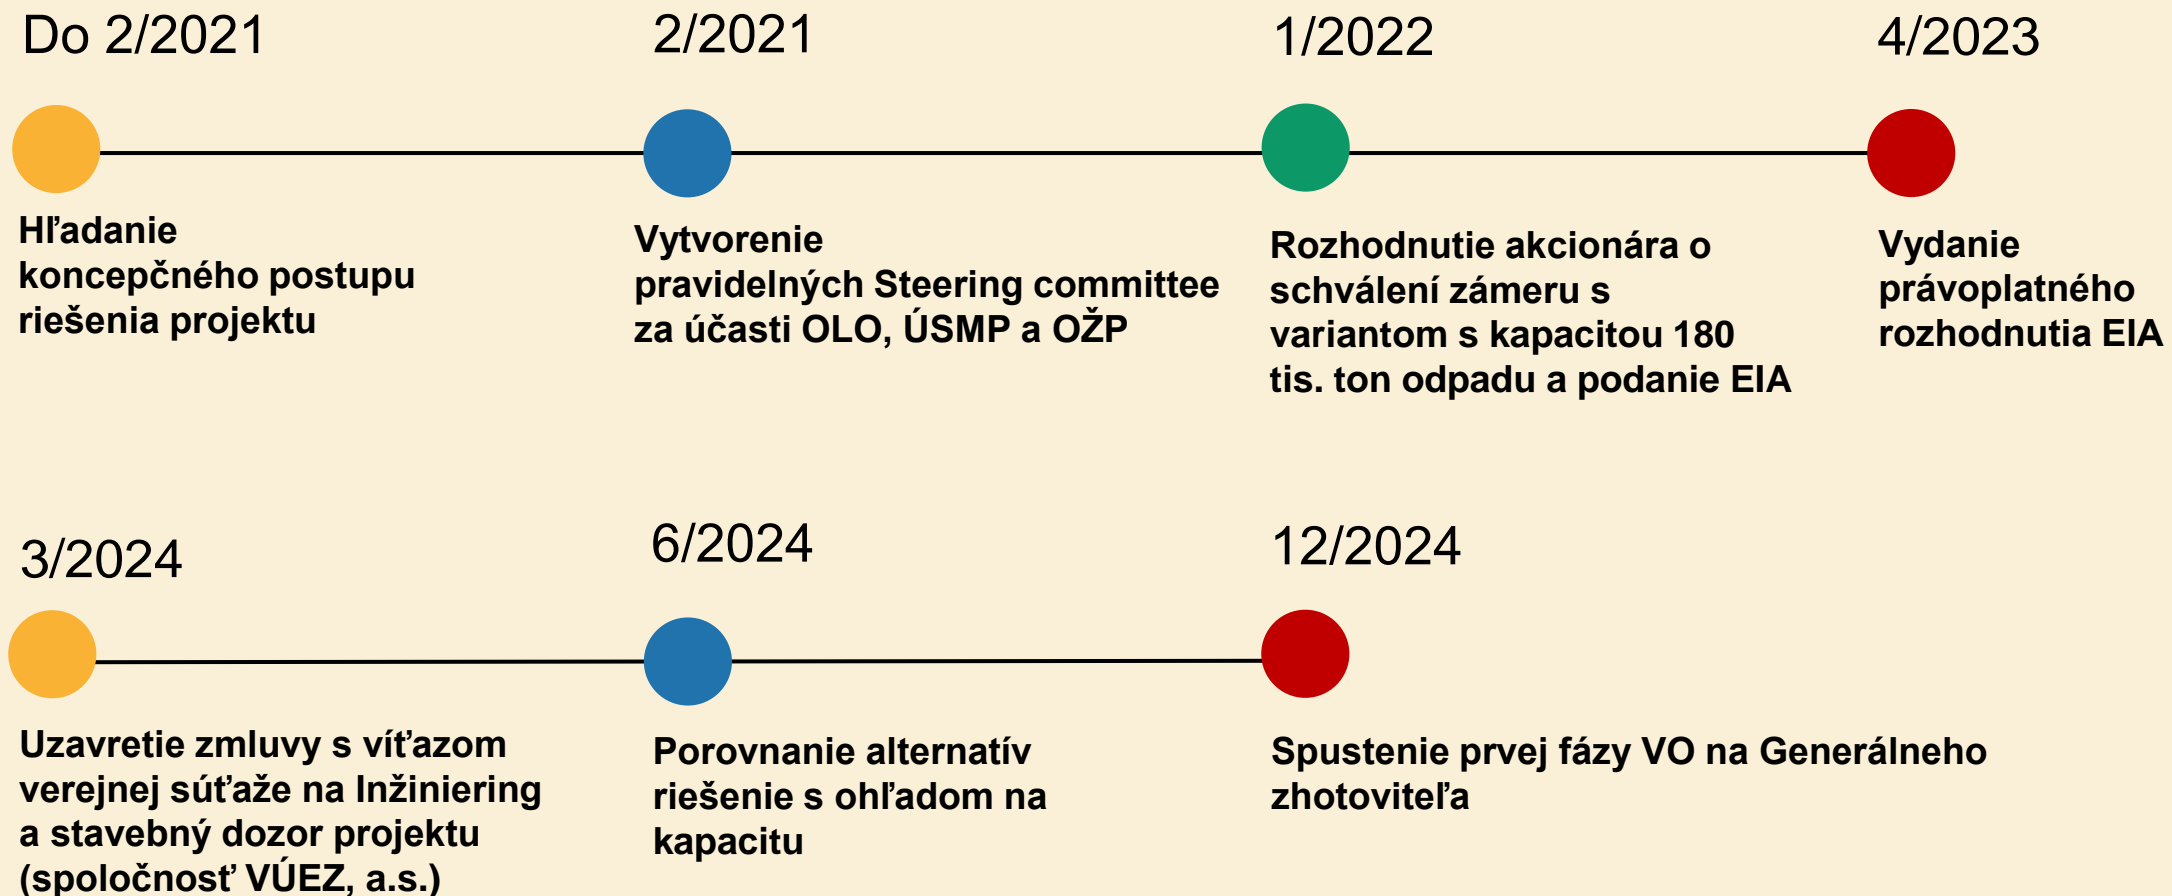 Do 2/2021
Hľadanie
koncepčného postupu
riešenia projektu
2/2021
Vytvorenie
pravidelných Steering committee
za účasti OLO, ÚSMP a OŽP
1/2022
Rozhodnutie akcionára o
schválení zámeru s
variantom s kapacitou 180
tis. ton odpadu a podanie EIA
4/2023
Vydanie
právoplatného
rozhodnutia EIA
3/2024
Uzavretie zmluvy s víťazom
verejnej súťaže na Inžiniering
a stavebný dozor projektu
(spoločnosť VÚEZ, a.s.)
6/2024
Porovnanie alternatív
riešenie s ohľadom na
kapacitu
12/2024
Spustenie prvej fázy VO na Generálneho
zhotoviteľa